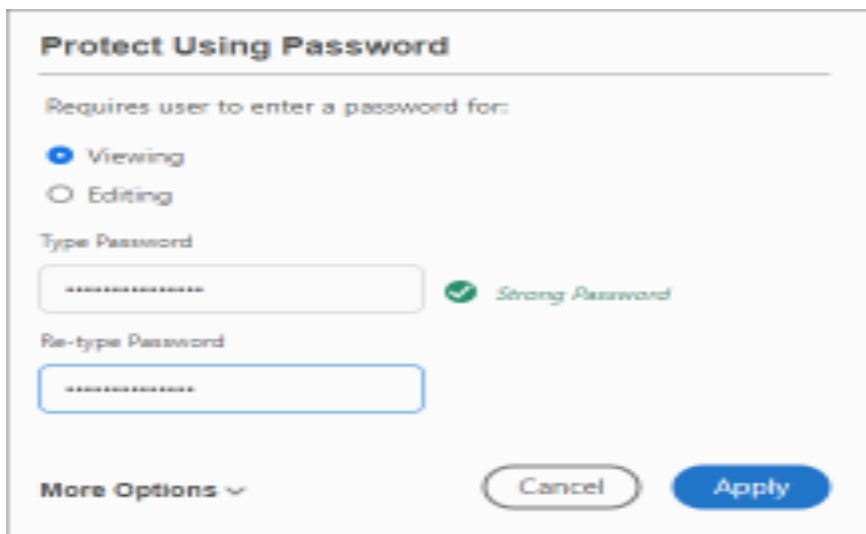 Protect Using Password
Requires user to enter a password for:
Viewing
Editing
Type Password
Strong Password
Re-type Password
More Options
Cancel
Apply